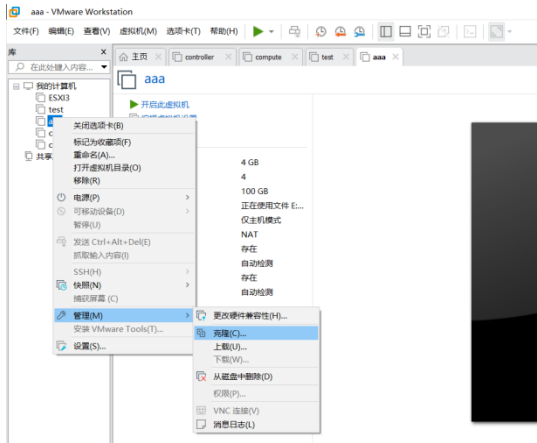 aaa - VMware Workstation
文件(F) 编辑(E) 查看(V) 虚拟机(M) 选项卡(T) 帮助(H)
库 ×
在此处键入内容...
主页 × controller × compute × test × aaa ×
我的计算机
ESXI3
test
共享
aaa
开启此虚拟机
4 GB
4
100 GB
正在使用文件 E:...
仅主机模式
NAT
存在
自动检测
存在
自动检测
关闭选项卡(B)
标记为收藏项(F)
重命名(A)...
打开虚拟机目录(O)
移除(R)
电源(P)
可移动设备(D)
暂停(U)
发送 Ctrl+Alt+Del(E)
抓取输入内容(I)
SSH(H)
快照(N)
捕获屏幕 (C)
管理(M)
安装 VMware Tools(T)...
设置(S)...
更改硬件兼容性(H)...
克隆(C)...
上载(U)...
下载(W)...
从磁盘中删除(D)
权限(P)...
VNC 连接(V)
消息日志(L)